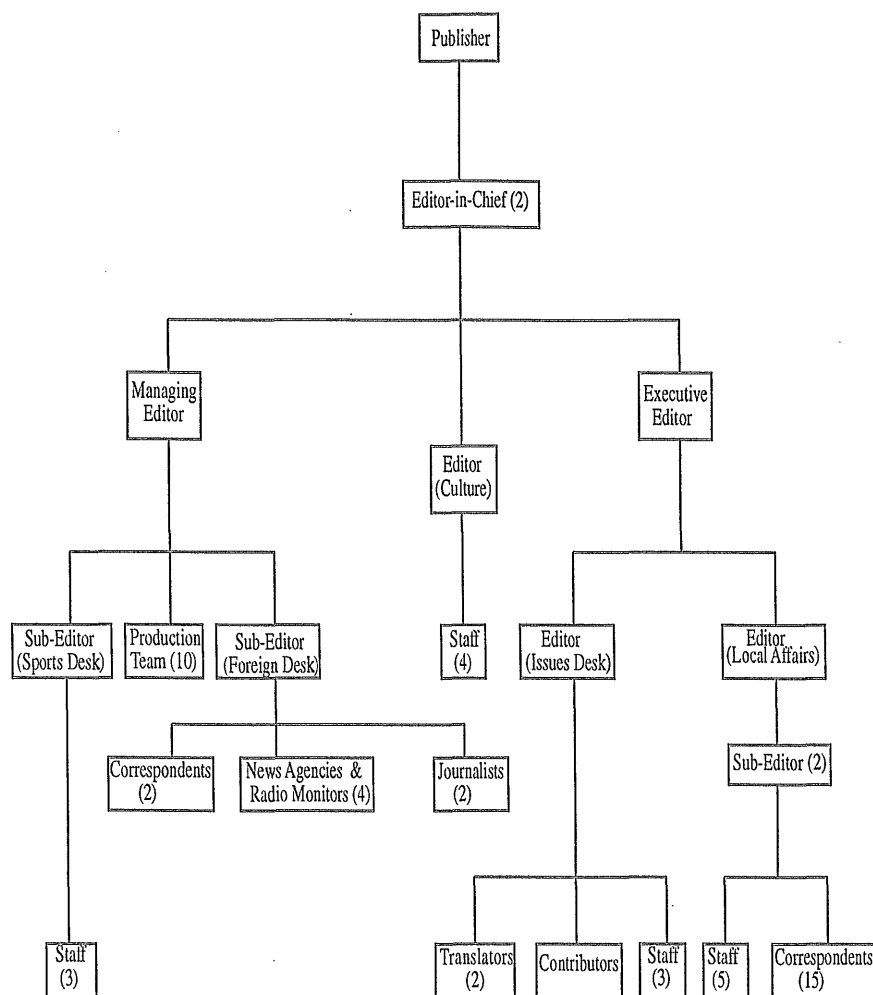 Publisher
Editor-in-Chief (2)
Managing
Editor
Executive
Editor
Editor
(Culture)
Sub-Editor
(Sports Desk)
Production
Team (10)
Sub-Editor
(Foreign Desk)
Staff
(4)
Editor
(Issues Desk)
Editor
(Local Affairs)
Correspondents
(2)
News Agencies &
Radio Monitors (4)
Journalists
(2)
Sub-Editor (2)
Staff
(3)
Translators
(2)
Contributors
Staff
(3)
Staff
(5)
Correspondents
(15)